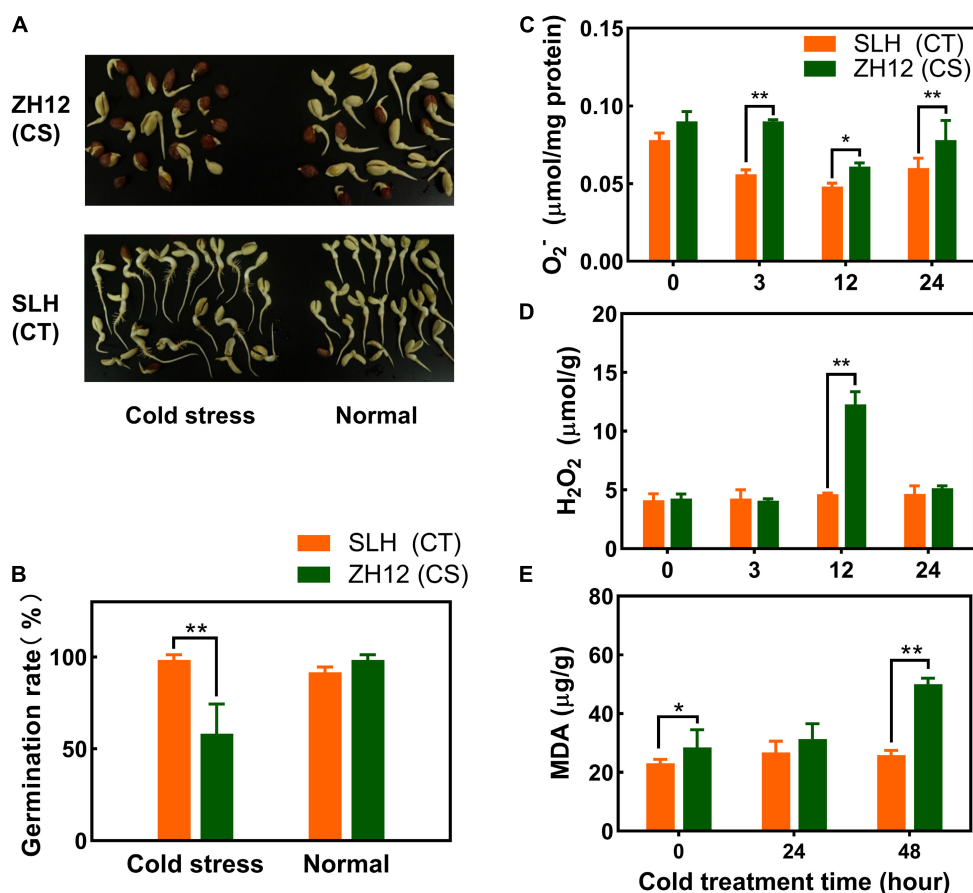 A
ZH12
(CS)
SLH
(CT)
Cold stress Normal
B
SLH (CT)
ZH12 (CS)
Germination rate ( %)
100
50
0
**
Cold stress Normal
C
SLH (CT)
ZH12 (CS)
O₂⁻ (μmol/mg protein)
0.15
0.10
0.05
0.00
** * **
0 3 12 24
D
H₂O₂ (μmol/g)
20
15
10
5
0
**
0 3 12 24
E
MDA (μg/g)
80
60
40
20
0
* **
0 24 48
Cold treatment time (hour)